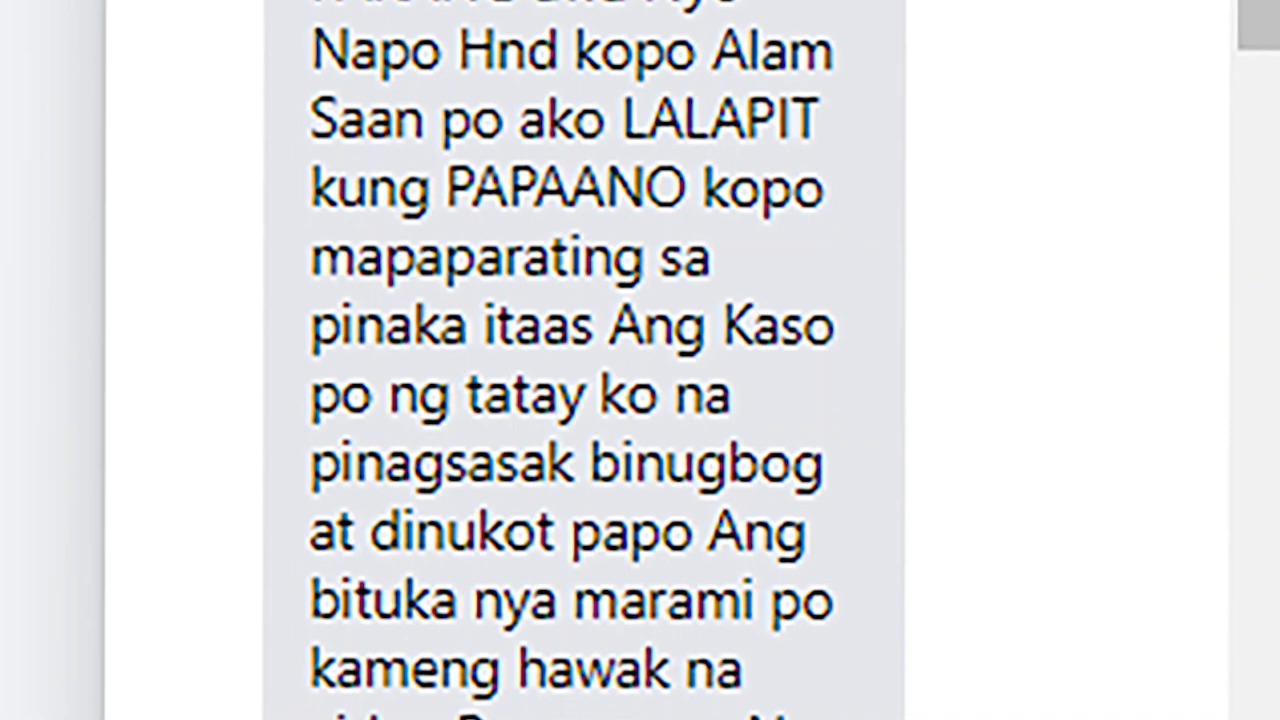 Napo Hnd kopo Alam
Saan po ako LALAPIT
kung PAPAANO kopo
mapaparating sa
pinaka itaas Ang Kaso
po ng tatay ko na
pinagsasak binugbog
at dinukot papo Ang
bituka nya marami po
kameng hawak na